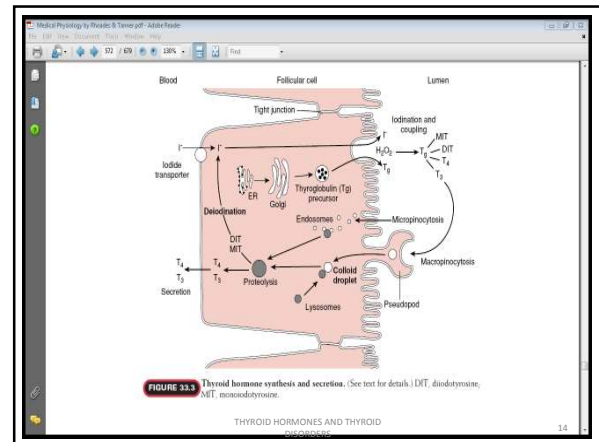 Medical Physiology by Rhoades & Tanner.pdf - Adobe Reader
File Edit View Document Tools Window Help
572 / 679 130% Find
Blood Follicular cell Lumen
Tight junction
I⁻ I⁻ I⁻
Iodination and
coupling
H₂O₂ Tg MIT
DIT
T₄
T₃
Iodide
transporter
Tg
ER Golgi Thyroglobulin (Tg)
precursor
Deiodination
Endosomes Micropinocytosis
DIT
MIT
Macropinocytosis
T₄ T₄
T₃ T₃
Secretion
Proteolysis
Colloid
droplet
Lysosomes
Pseudopod
FIGURE 33.3 Thyroid hormone synthesis and secretion. (See text for details.) DIT, diiodotyrosine;
MIT, monoiodotyrosine.
THYROID HORMONES AND THYROID
DISORDERS
14